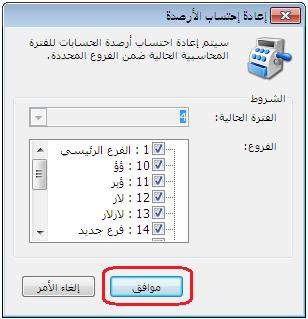 إعادة إحتساب الأرصدة
سيتم إعادة احتساب أرصدة الحسابات للفترة
المحاسبية الحالية ضمن الفروع المحددة.
الشروط
الفترة الحالية:
4
الفروع:
1 : الفرع الرئيسي
10 : ؤؤ
11 : ؤبر
12 : لار
13 : لارلار
14 : فرع جديد
موافق
إلغاء الأمر